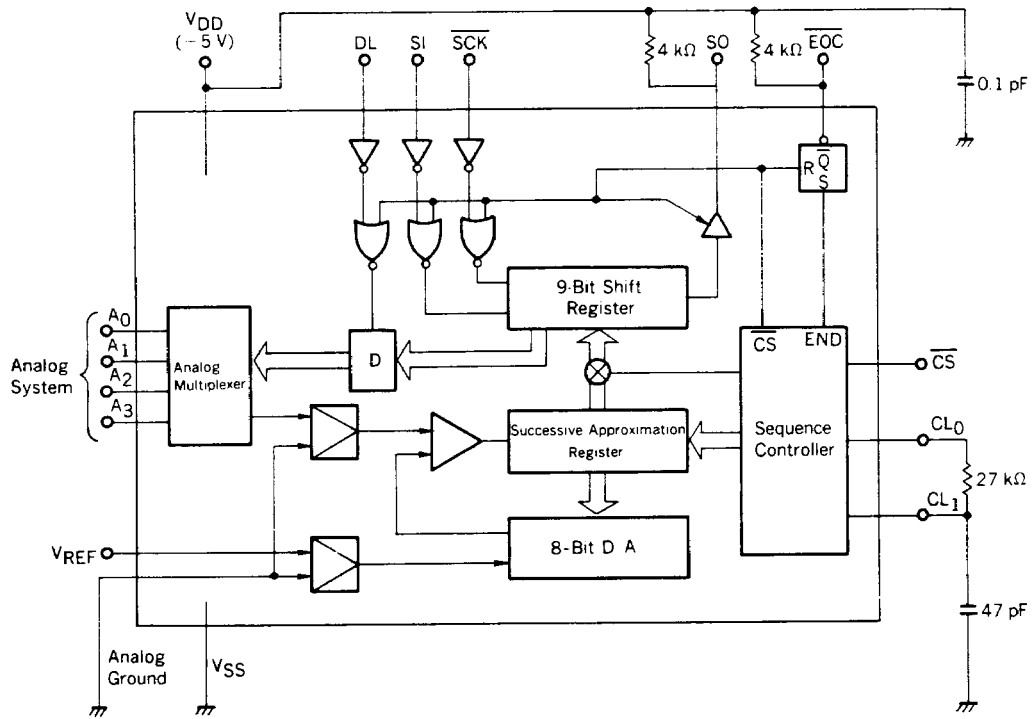 VDD
(−5 V)
DL
SI
SCK
4 kΩ
SO
4 kΩ
EOC
0.1 pF
R
Q
S
9-Bit Shift
Register
CS
END
A0
A1
A2
A3
Analog
System
Analog
Multiplexer
D
Successive Approximation
Register
Sequence
Controller
CS
CL0
27 kΩ
CL1
VREF
8-Bit D A
47 pF
Analog
Ground
VSS